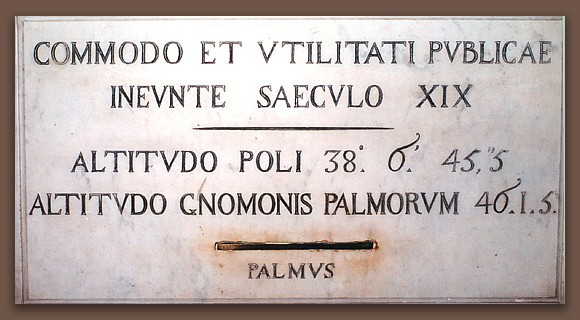 COMMODO ET VTILITATI PVBLICAE
INEVNTE SAECVLO XIX
ALTITVDO POLI 38.° 6.' 45,"5
ALTITVDO GNOMONIS PALMORVM 46.1.5.
PALMVS